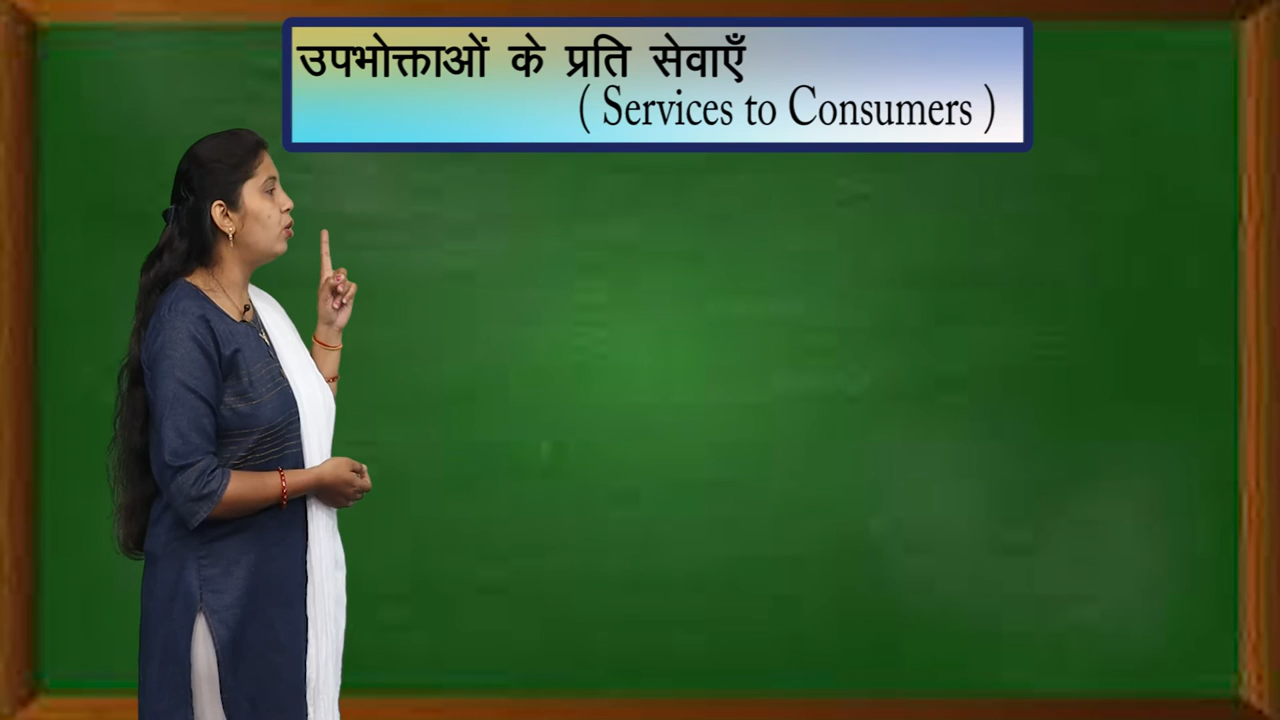 उपभोक्ताओं के प्रति सेवाएँ
( Services to Consumers )